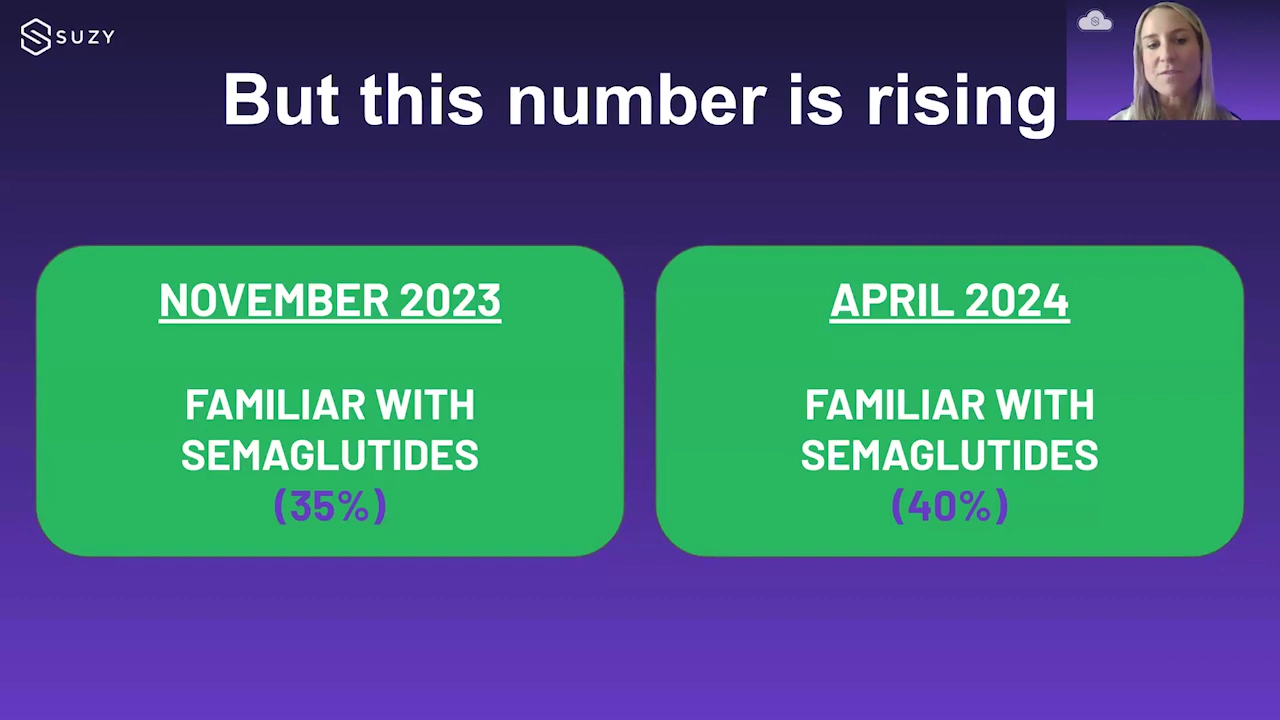 SUZY
But this number is rising
NOVEMBER 2023
FAMILIAR WITH
SEMAGLUTIDES
(35%)
APRIL 2024
FAMILIAR WITH
SEMAGLUTIDES
(40%)